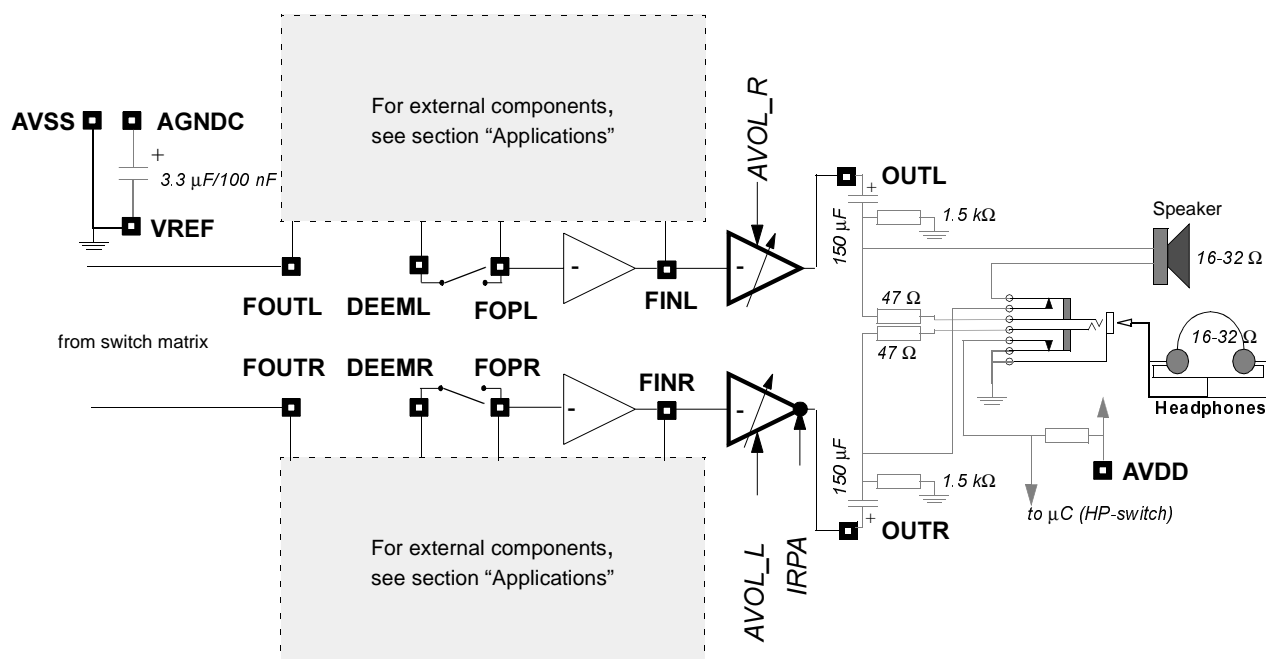 For external components,
see section “Applications”
AVOL_R
AVSS
AGNDC
+
3.3 μF/100 nF
VREF
OUTL
+
150 μF
1.5 kΩ
Speaker
16-32 Ω
-
-
FOUTL
DEEML
FOPL
FINL
47 Ω
47 Ω
from switch matrix
16-32 Ω
Headphones
FOUTR
DEEMR
FOPR
FINR
-
-
150 μF
1.5 kΩ
+
OUTR
AVDD
to μC (HP-switch)
For external components,
see section “Applications”
AVOL_L
IRPA